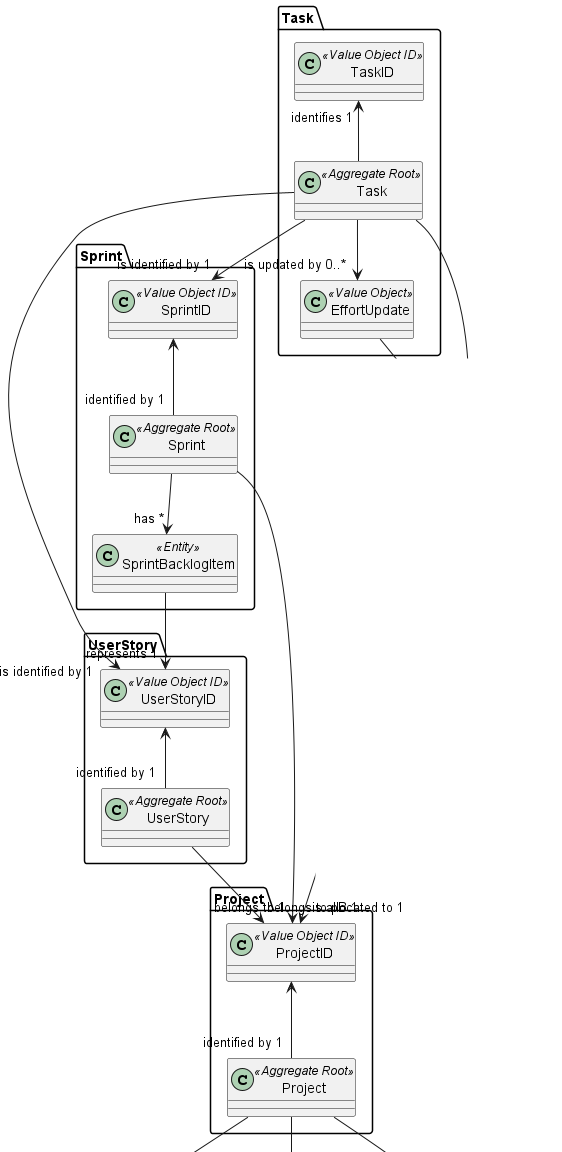 Task
C
«Value Object ID»
TaskID
identifies 1
C
«Aggregate Root»
Task
Sprint
is identified by 1
is updated by 0..*
C
«Value Object ID»
SprintID
C
«Value Object»
EffortUpdate
identified by 1
C
«Aggregate Root»
Sprint
has *
C
«Entity»
SprintBacklogItem
UserStory
represents 1
is identified by 1
C
«Value Object ID»
UserStoryID
identified by 1
C
«Aggregate Root»
UserStory
Project
belongs to 1
belongs to 1
is allocated to 1
C
«Value Object ID»
ProjectID
identified by 1
C
«Aggregate Root»
Project